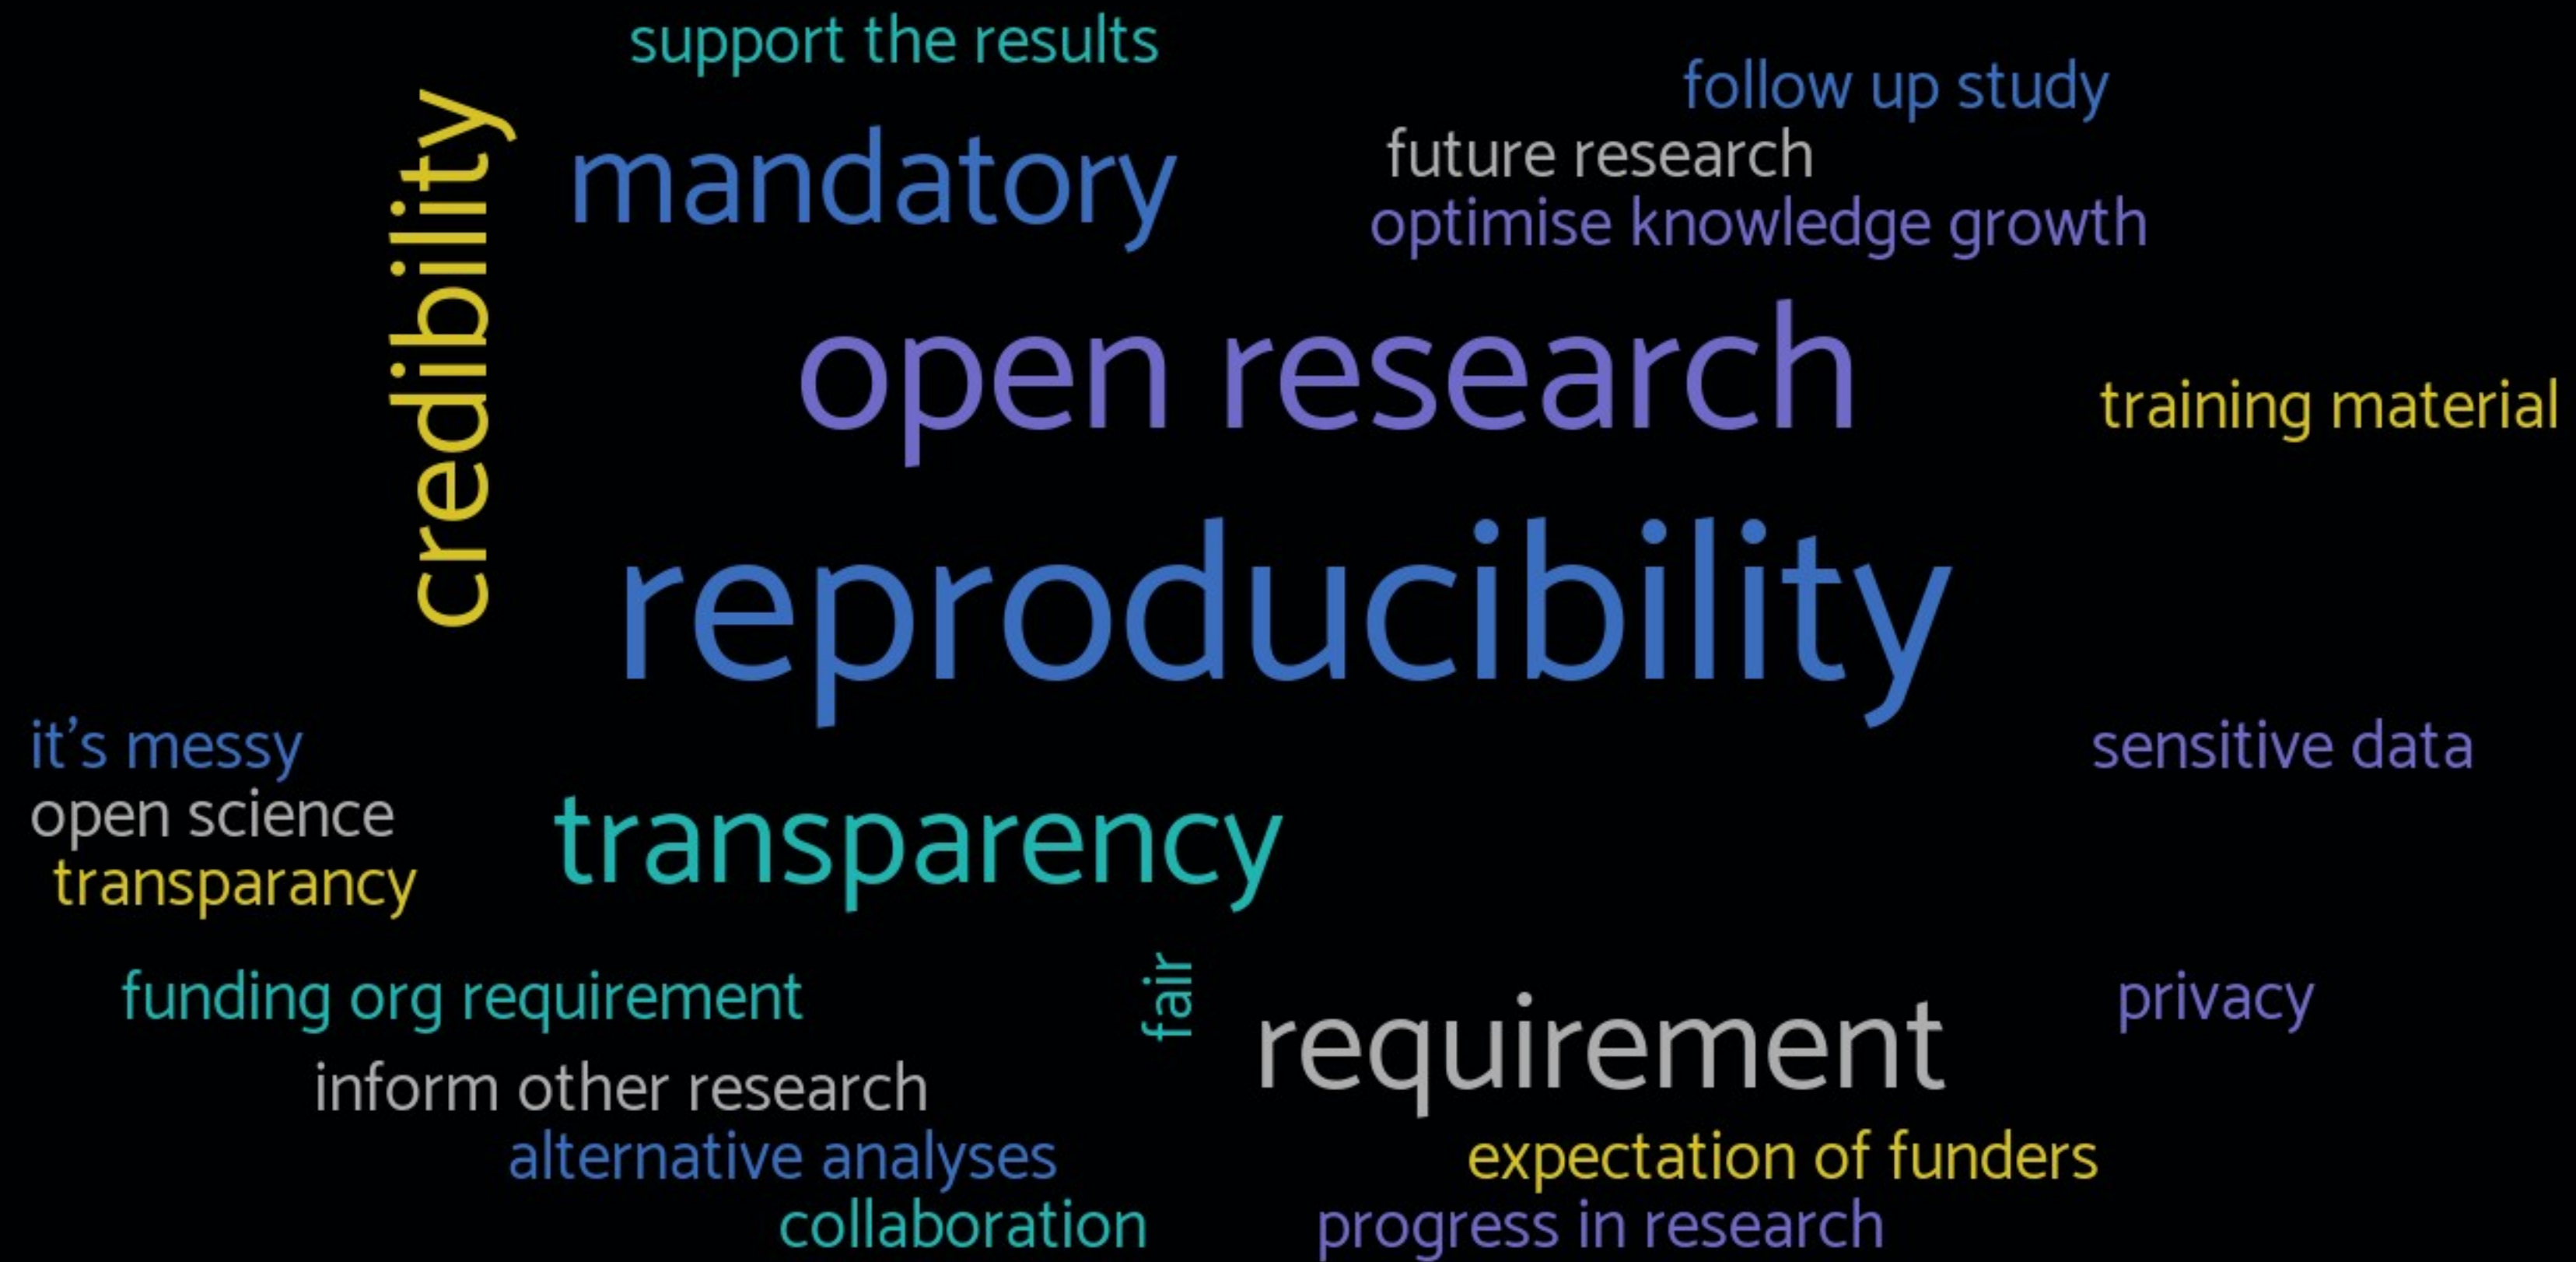 support the results
follow up study
credibility
mandatory
future research
optimise knowledge growth
open research
training material
reproducibility
it’s messy
sensitive data
open science
transparency
transparancy
funding org requirement
fair
requirement
privacy
inform other research
alternative analyses
expectation of funders
collaboration
progress in research